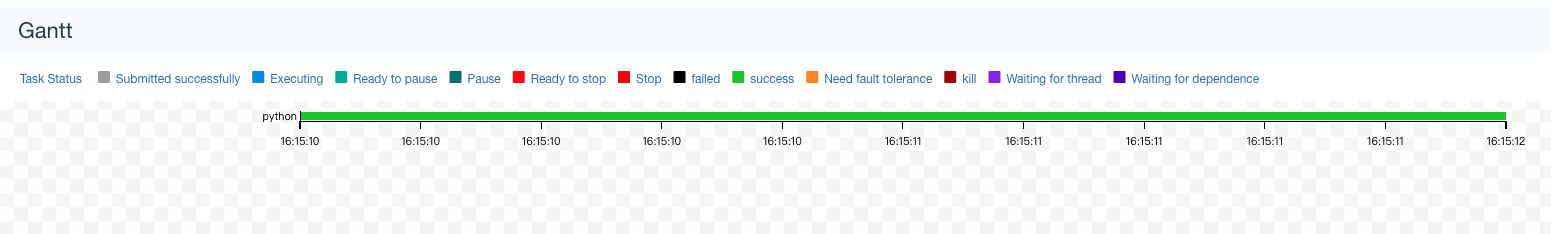 Gantt
Task Status Submitted successfully Executing Ready to pause Pause Ready to stop Stop failed success Need fault tolerance kill Waiting for thread Waiting for dependence
python
16:15:10 16:15:10 16:15:10 16:15:10 16:15:10 16:15:11 16:15:11 16:15:11 16:15:11 16:15:11 16:15:12